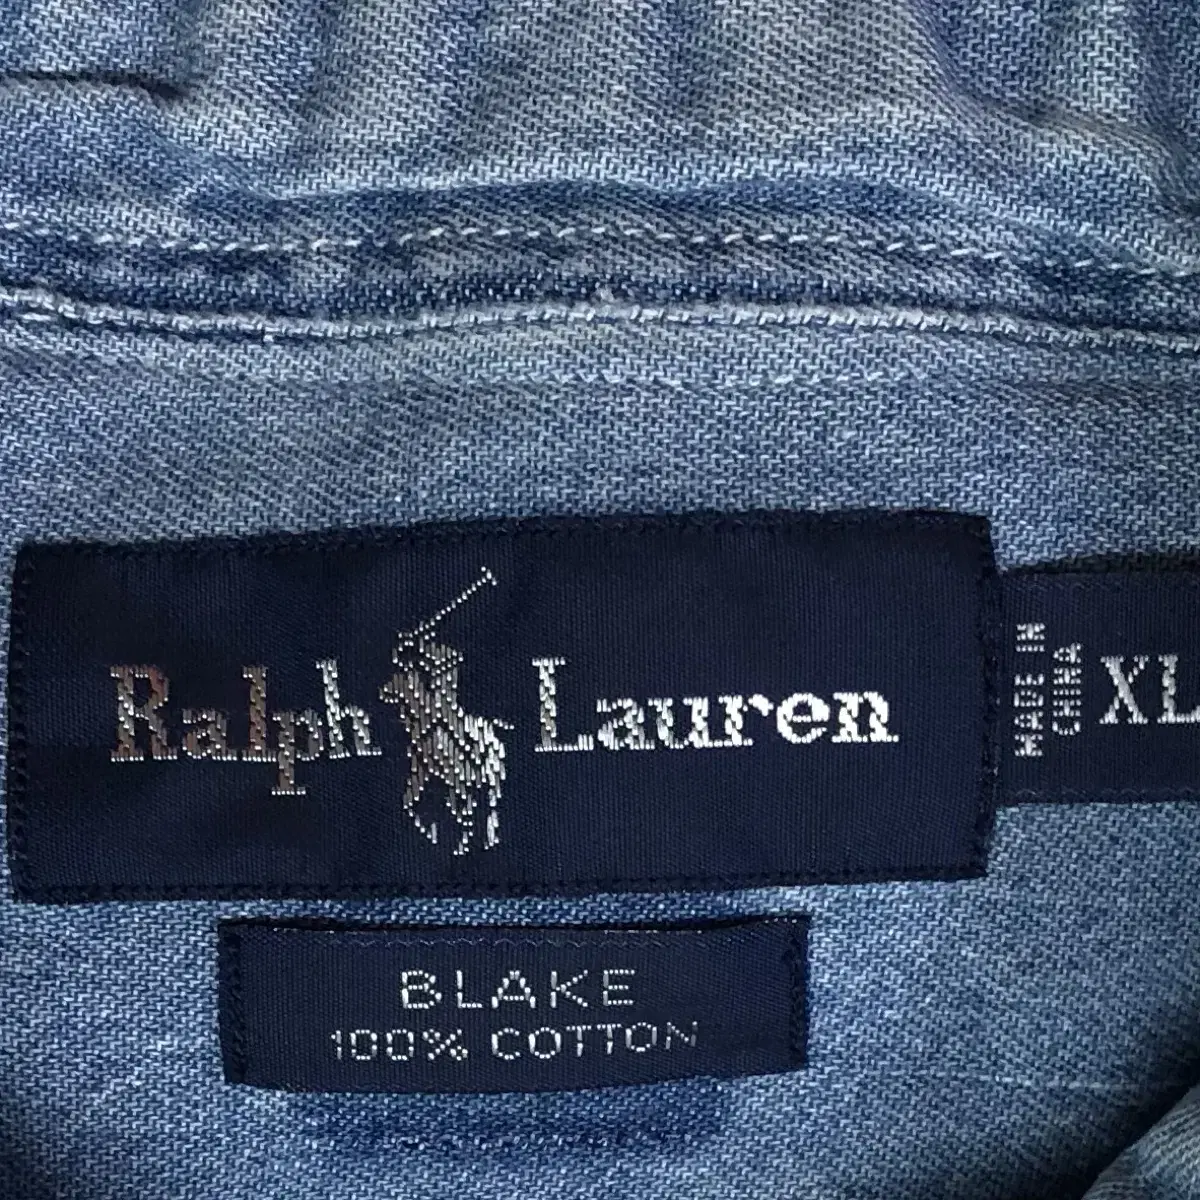 Ralph Lauren
MADE IN
CHINA
XL
BLAKE
100% COTTON